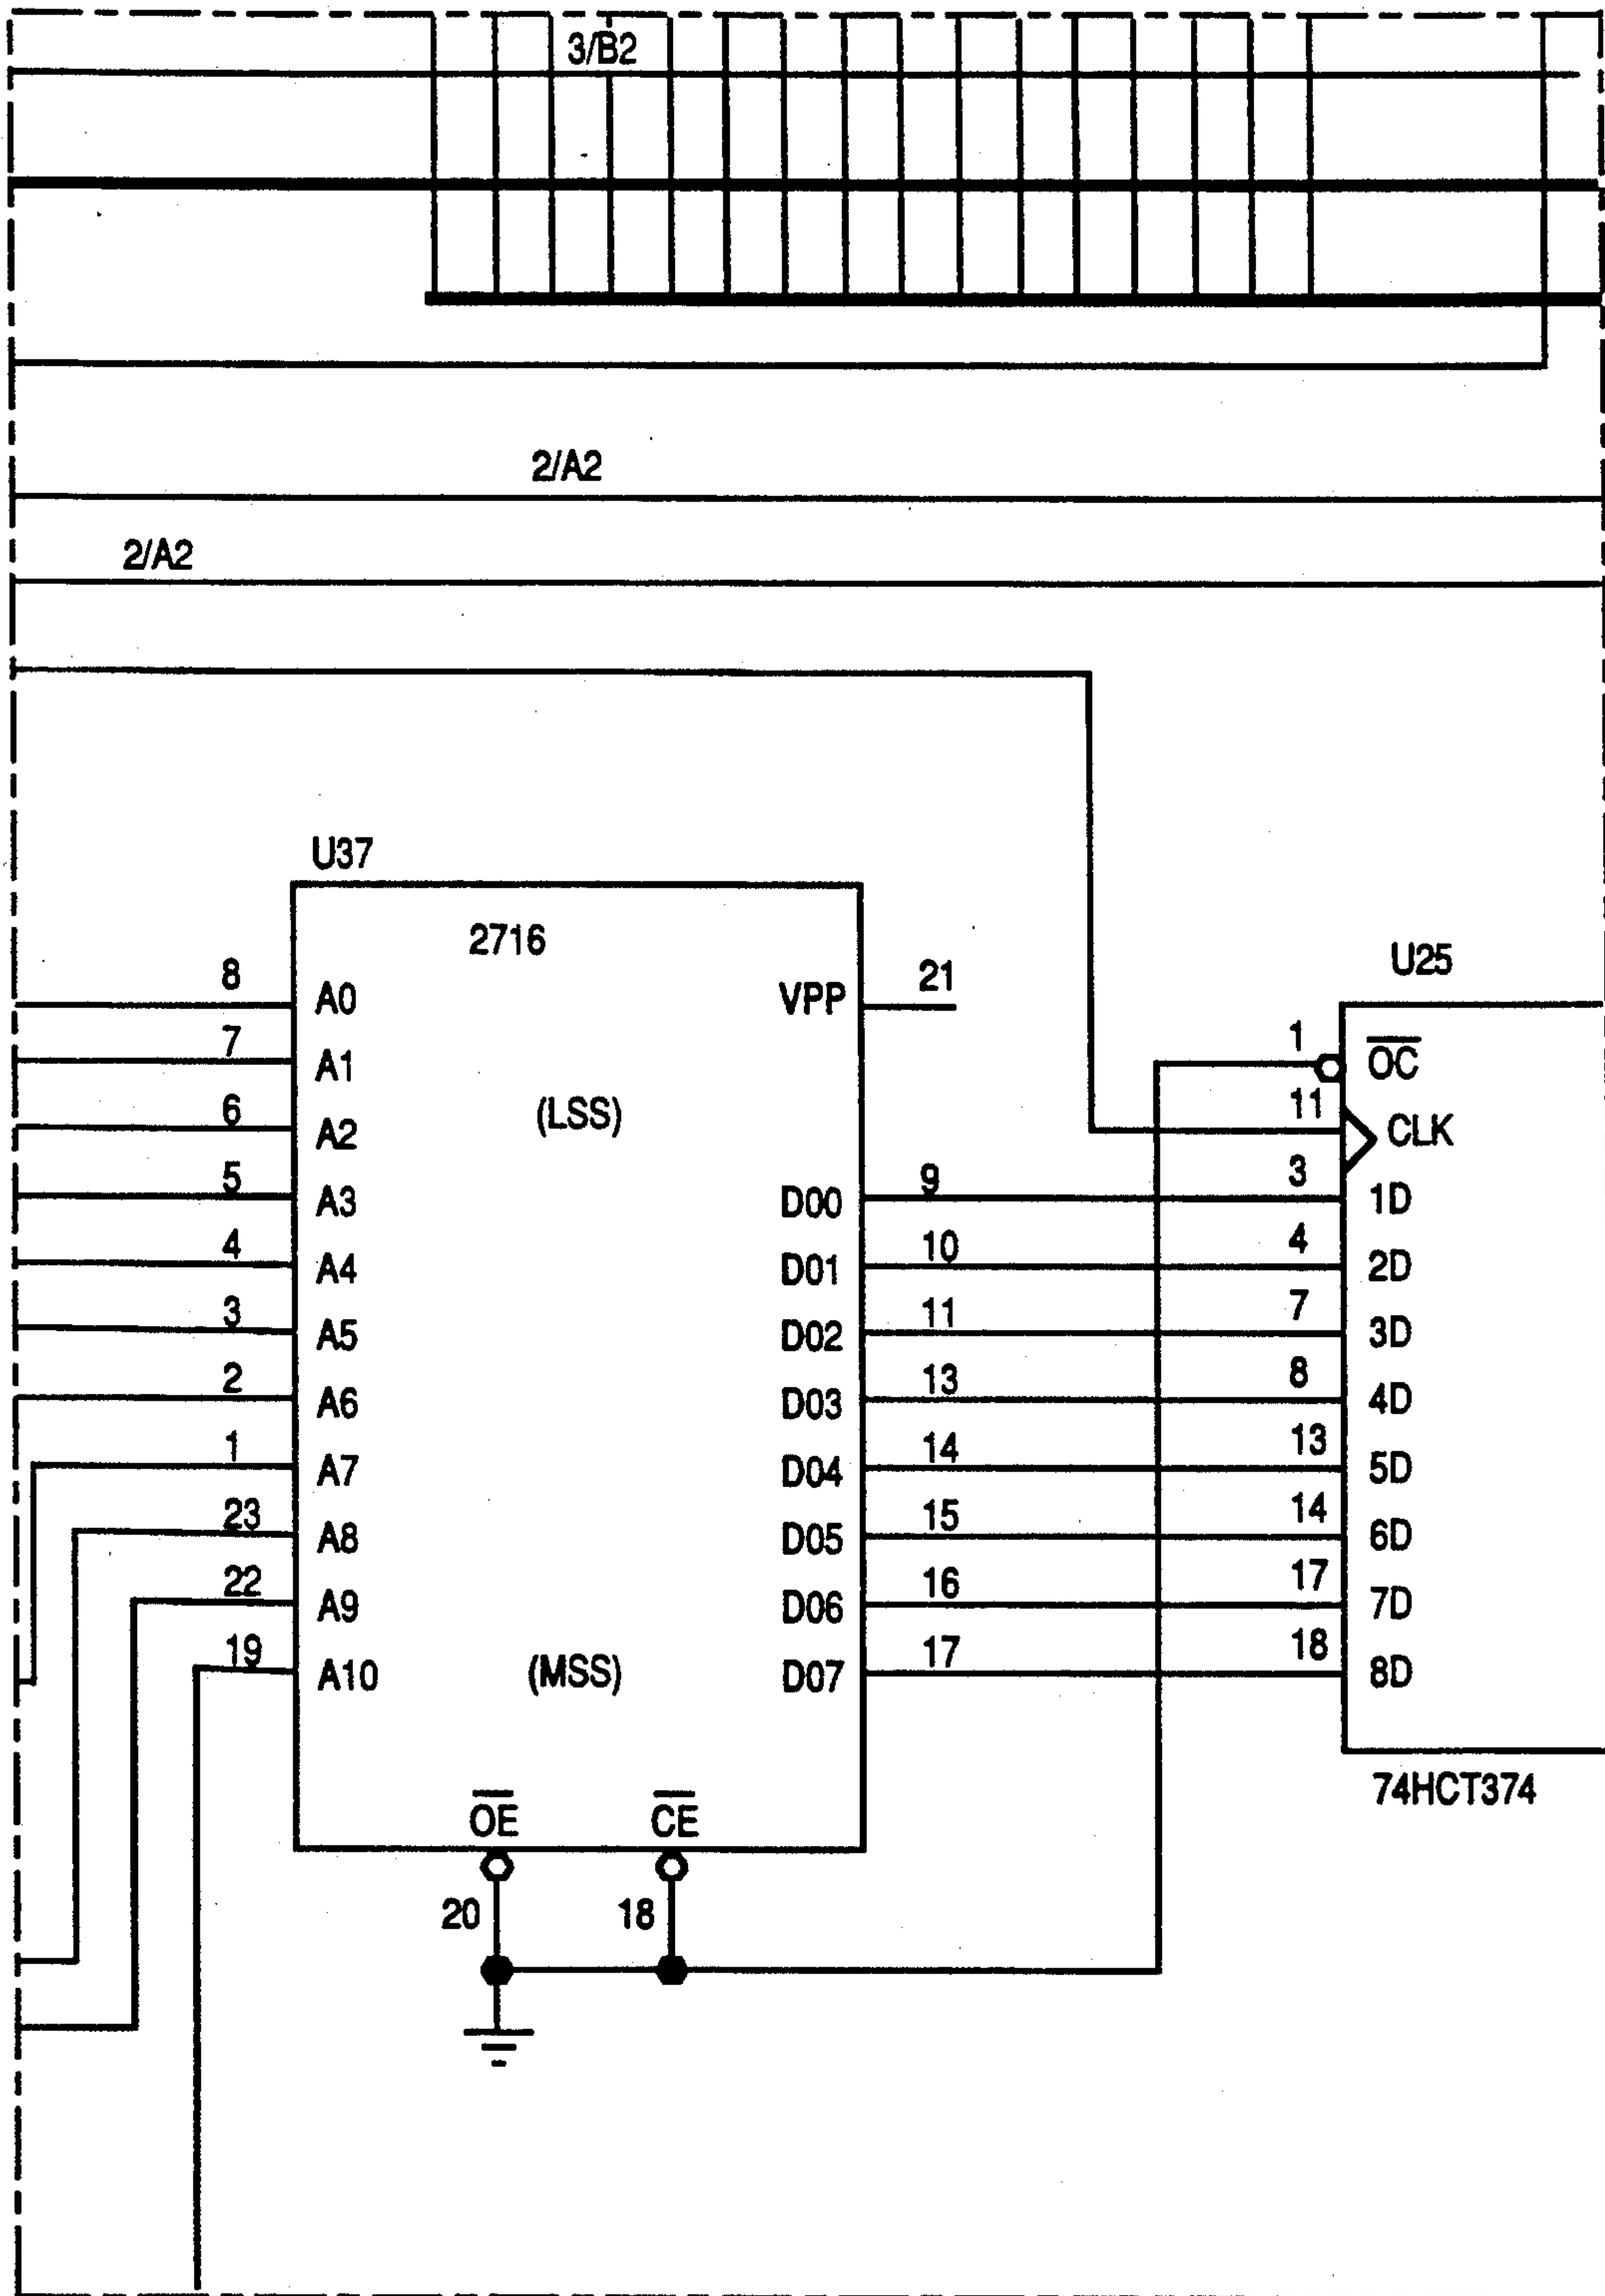 3/B2
2/A2
2/A2
U37
2716
U25
8 A0 VPP 21
1 OC
7 A1
11 CLK
6 A2 (LSS)
5 A3 D00 9 3 1D
4 A4 D01 10 4 2D
3 A5 D02 11 7 3D
2 A6 D03 13 8 4D
1 A7 D04 14 13 5D
23 A8 D05 15 14 6D
22 A9 D06 16 17 7D
19 A10 (MSS) D07 17 18 8D
74HCT374
OE CE
20 18